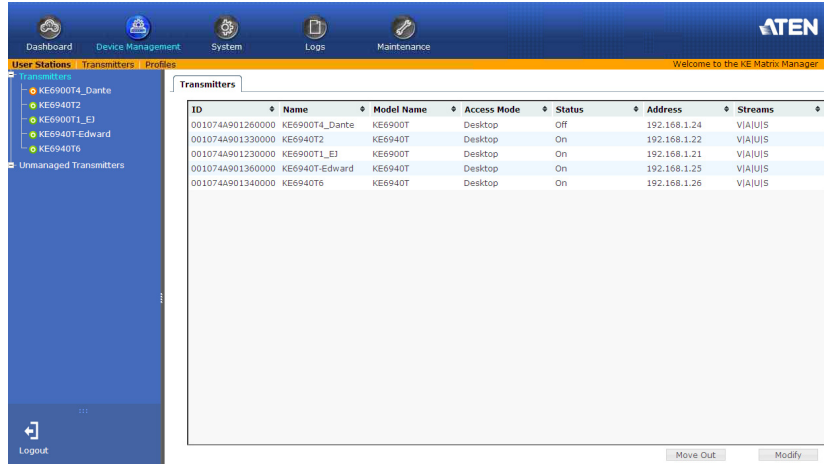 Dashboard Device Management System Logs Maintenance
ATEN
User Stations Transmitters Profiles Welcome to the KE Matrix Manager
Transmitters
KE6900T4_Dante
KE6940T2
KE6900T1_EJ
KE6940T-Edward
KE6940T6
Unmanaged Transmitters
Logout
Transmitters
ID Name Model Name Access Mode Status Address Streams
001074A901260000 KE6900T4_Dante KE6900T Desktop Off 192.168.1.24 V|A|U|S
001074A901330000 KE6940T2 KE6940T Desktop On 192.168.1.22 V|A|U|S
001074A901230000 KE6900T1_EJ KE6900T Desktop On 192.168.1.21 V|A|U|S
001074A901360000 KE6940T-Edward KE6940T Desktop On 192.168.1.25 V|A|U|S
001074A901340000 KE6940T6 KE6940T Desktop On 192.168.1.26 V|A|U|S
Move Out Modify